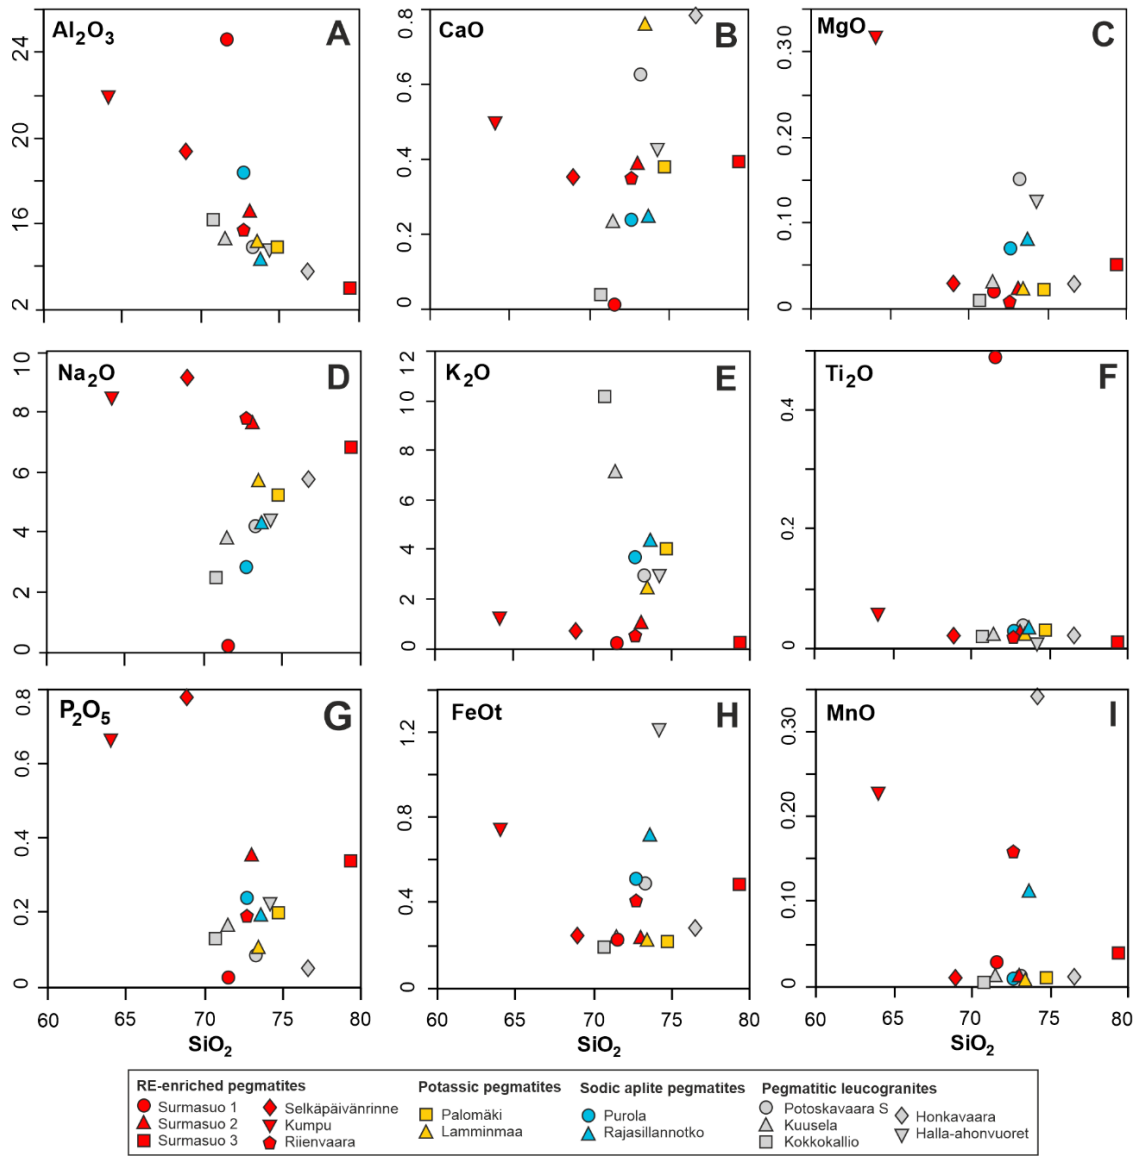 Al2O3
A
24
20
16
2
CaO
B
0.8
0.6
0.4
0.2
0
MgO
C
0.30
0.20
0.10
0
Na2O
D
10
8
6
4
2
0
K2O
E
12
10
8
6
4
2
0
Ti2O
F
0.4
0.2
0
P2O5
G
0.8
0.6
0.4
0.2
0
60 65 70 75 80
SiO2
FeOt
H
1.2
0.8
0.4
0
60 65 70 75 80
SiO2
MnO
I
0.30
0.20
0.10
0
60 65 70 75 80
SiO2
RE-enriched pegmatites
Surmasuo 1
Surmasuo 2
Surmasuo 3
Selkäpäivänrinne
Kumpu
Riienvaara
Potassic pegmatites
Palomäki
Lamminmaa
Sodic aplite pegmatites
Purola
Rajasillannotko
Pegmatitic leucogranites
Potoskavaara S
Kuusela
Kokkokallio
Honkavaara
Halla-ahonvuoret